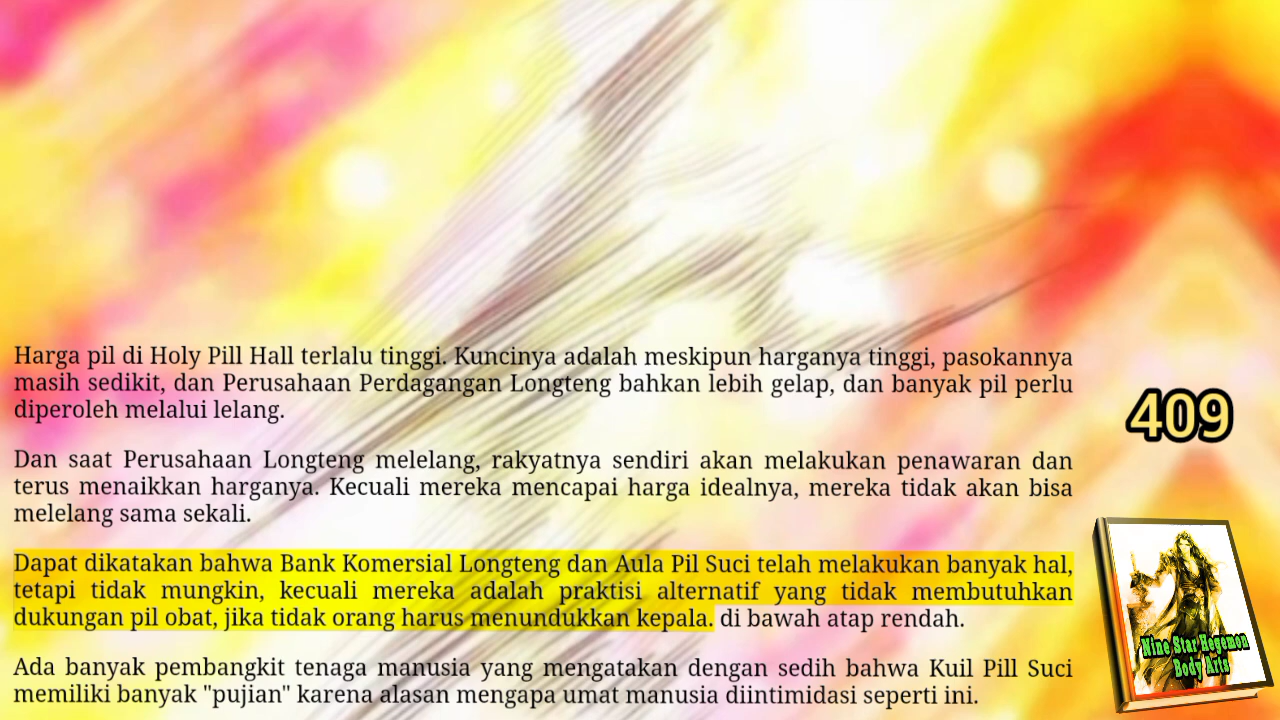 Harga pil di Holy Pill Hall terlalu tinggi. Kuncinya adalah meskipun harganya tinggi, pasokannya
masih sedikit, dan Perusahaan Perdagangan Longteng bahkan lebih gelap, dan banyak pil perlu
diperoleh melalui lelang.
Dan saat Perusahaan Longteng melelang, rakyatnya sendiri akan melakukan penawaran dan
terus menaikkan harganya. Kecuali mereka mencapai harga idealnya, mereka tidak akan bisa
melelang sama sekali.
Dapat dikatakan bahwa Bank Komersial Longteng dan Aula Pil Suci telah melakukan banyak hal,
tetapi tidak mungkin, kecuali mereka adalah praktisi alternatif yang tidak membutuhkan
dukungan pil obat, jika tidak orang harus menundukkan kepala. di bawah atap rendah.
Ada banyak pembangkit tenaga manusia yang mengatakan dengan sedih bahwa Kuil Pill Suci
memiliki banyak "pujian" karena alasan mengapa umat manusia diintimidasi seperti ini.
409
Nine Star Hegemon
Body Arts